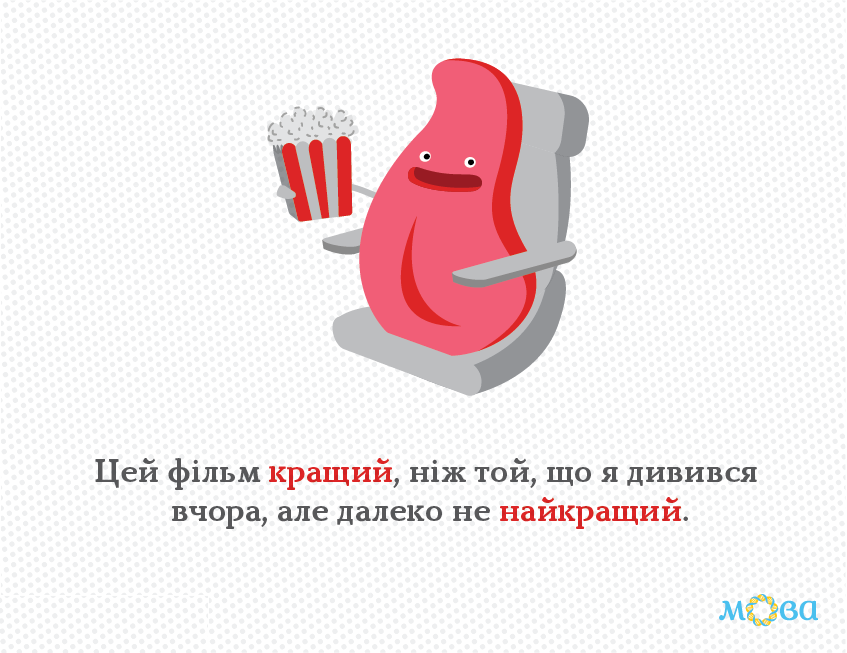 Цей фільм кращий, ніж той, що я дивився
вчора, але далеко не найкращий.
мова